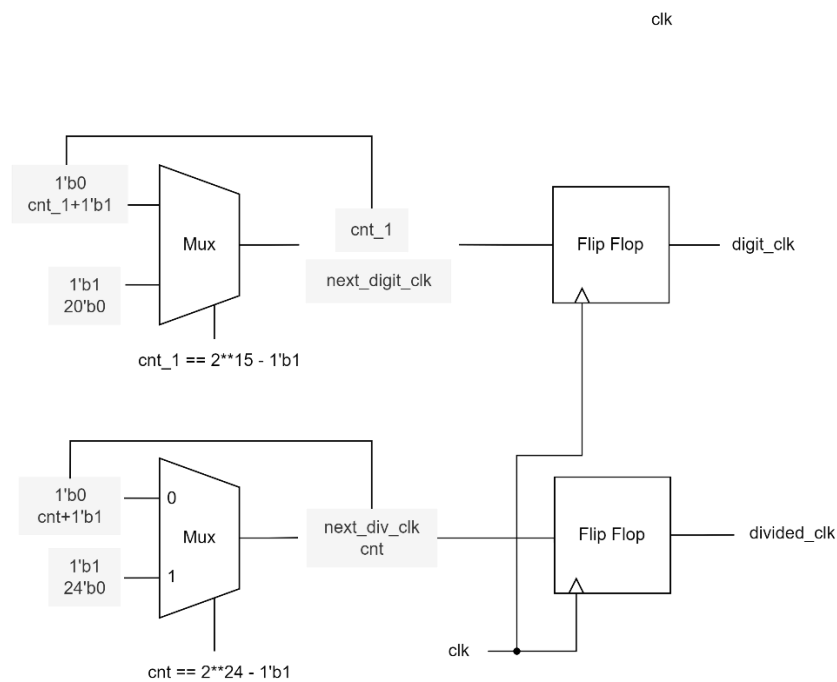 clk
1'b0
cnt_1+1'b1
Mux
cnt_1
Flip Flop
digit_clk
next_digit_clk
1'b1
20'b0
cnt_1 == 2**15 - 1'b1
1'b0
cnt+1'b1
0
Mux
next_div_clk
cnt
Flip Flop
divided_clk
1'b1
24'b0
1
clk
cnt == 2**24 - 1'b1